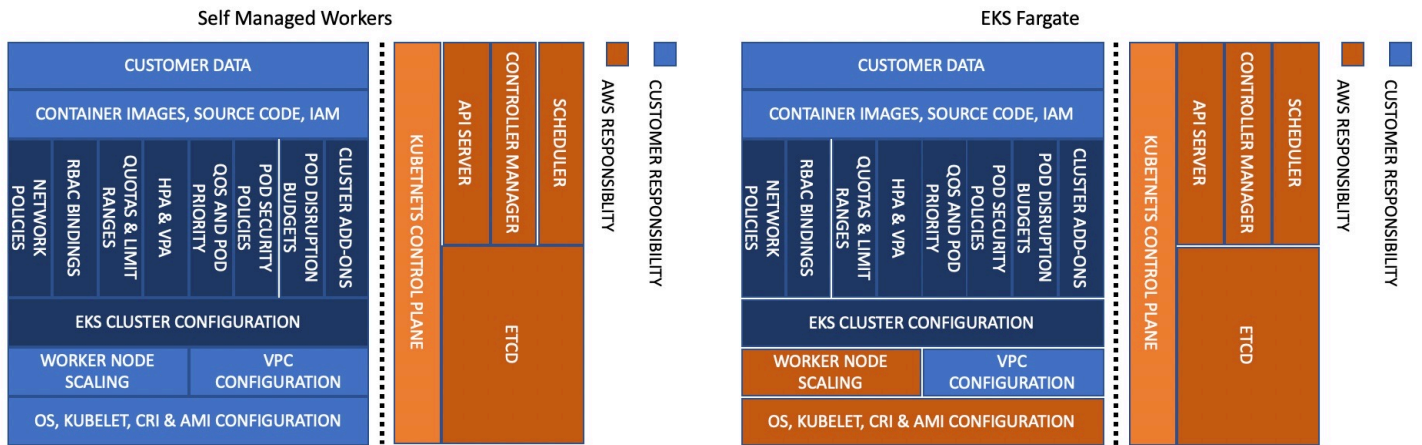 Self Managed Workers
CUSTOMER DATA
CONTAINER IMAGES, SOURCE CODE, IAM
NETWORK
POLICIES
RBAC BINDINGS
QUOTAS & LIMIT
RANGES
HPA & VPA
QOS AND POD
PRIORITY
POD SECURITY
POLICIES
POD DISRUPTION
BUDGETS
CLUSTER ADD-ONS
EKS CLUSTER CONFIGURATION
WORKER NODE
SCALING
VPC
CONFIGURATION
OS, KUBELET, CRI & AMI CONFIGURATION
KUBETNETS CONTROL PLANE
API SERVER
CONTROLLER MANAGER
SCHEDULER
ETCD
AWS RESPONSIBLITY
CUSTOMER RESPONSIBILITY
EKS Fargate
CUSTOMER DATA
CONTAINER IMAGES, SOURCE CODE, IAM
NETWORK
POLICIES
RBAC BINDINGS
QUOTAS & LIMIT
RANGES
HPA & VPA
QOS AND POD
PRIORITY
POD SECURITY
POLICIES
POD DISRUPTION
BUDGETS
CLUSTER ADD-ONS
EKS CLUSTER CONFIGURATION
WORKER NODE
SCALING
VPC
CONFIGURATION
OS, KUBELET, CRI & AMI CONFIGURATION
KUBETNETS CONTROL PLANE
API SERVER
CONTROLLER MANAGER
SCHEDULER
ETCD
AWS RESPONSIBLITY
CUSTOMER RESPONSIBILITY